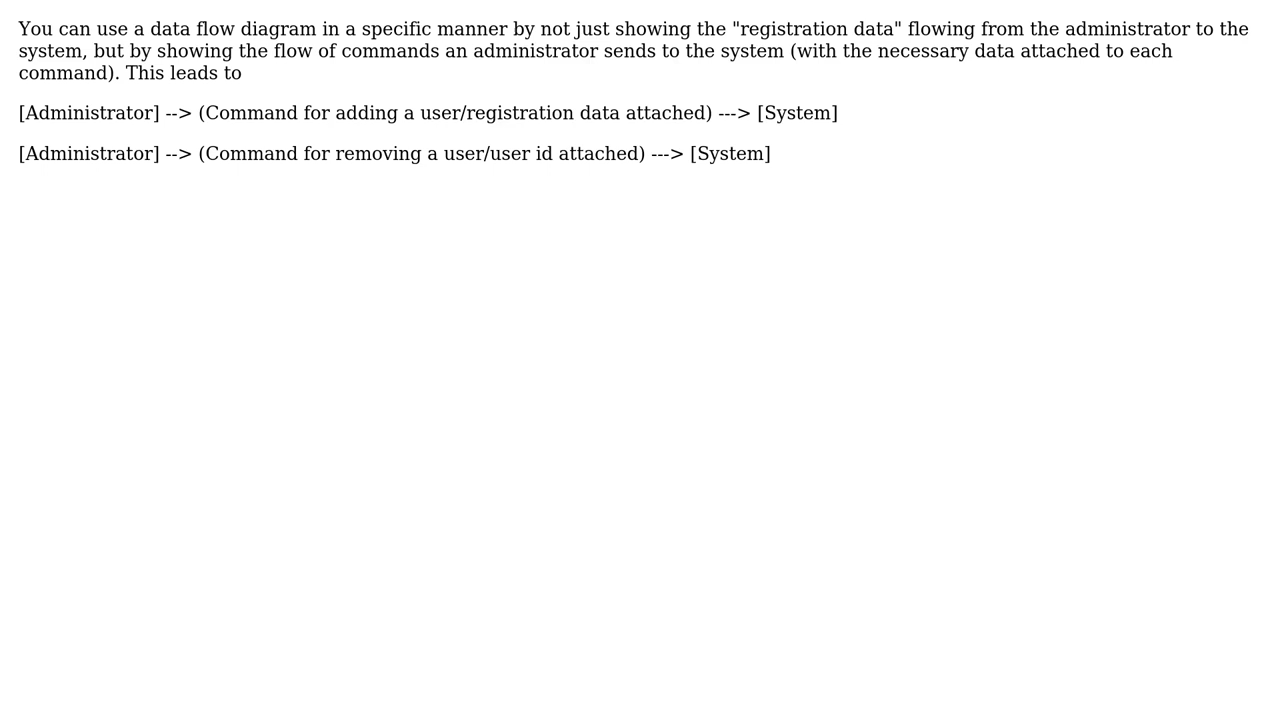 You can use a data flow diagram in a specific manner by not just showing the "registration data" flowing from the administrator to the
system, but by showing the flow of commands an administrator sends to the system (with the necessary data attached to each
command). This leads to
[Administrator] --> (Command for adding a user/registration data attached) ---> [System]
[Administrator] --> (Command for removing a user/user id attached) ---> [System]